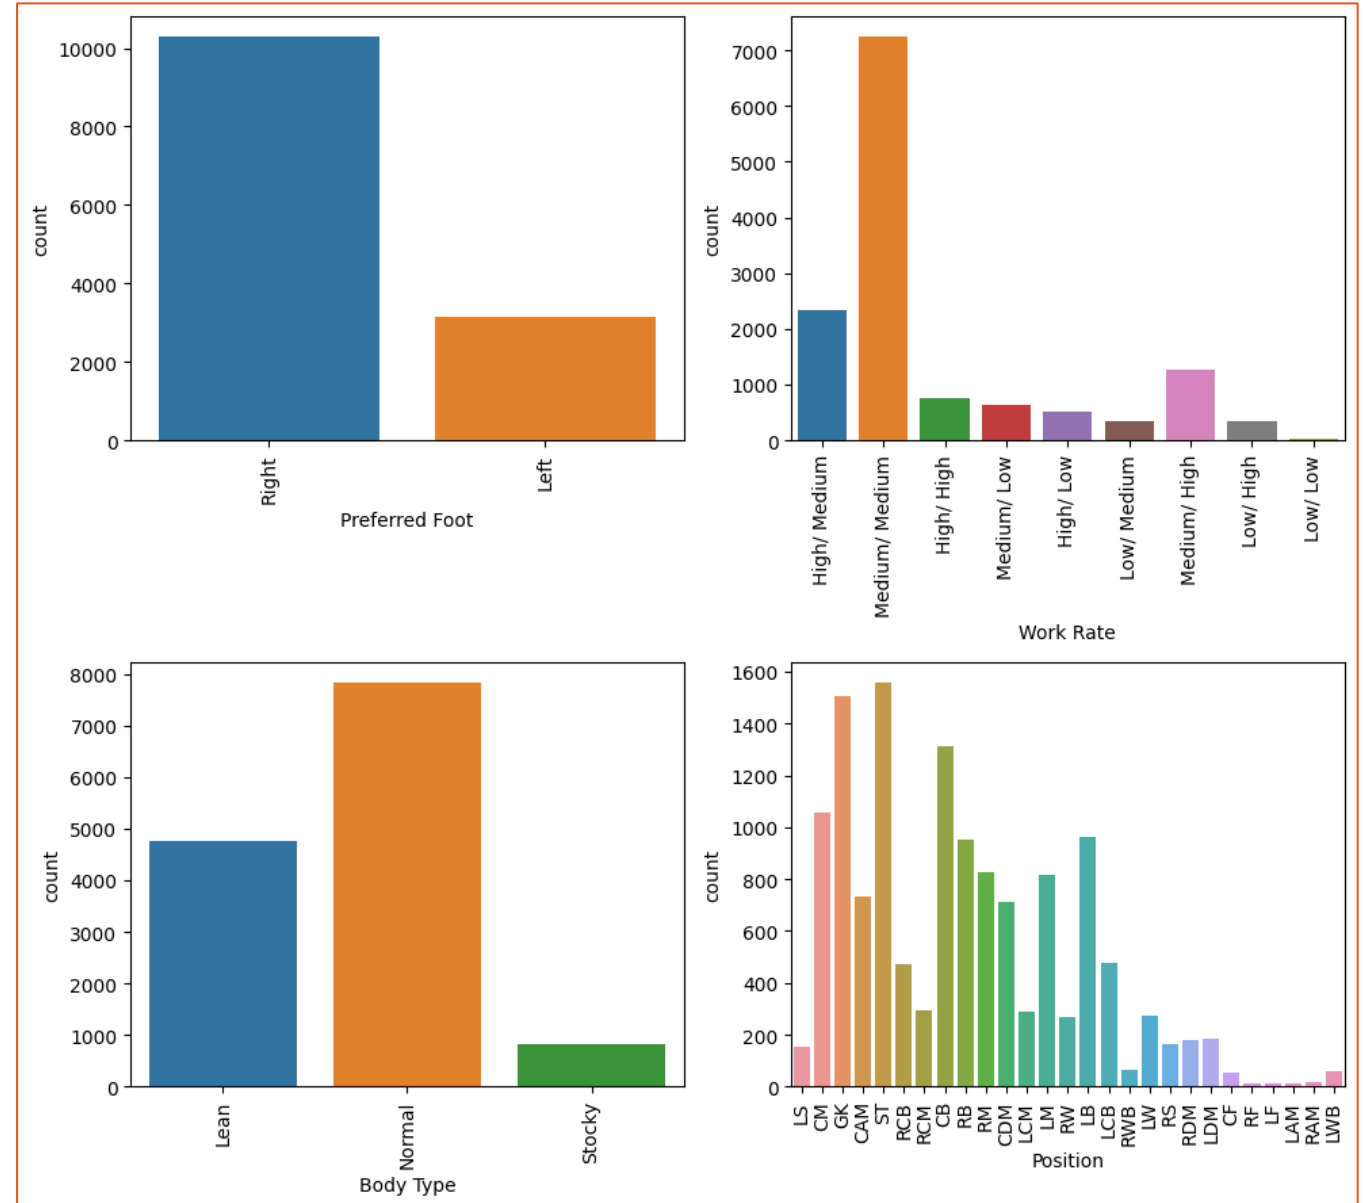 10000
8000
6000
4000
2000
0
count
Right
Left
Preferred Foot
7000
6000
5000
4000
3000
2000
1000
0
count
High/ Medium
Medium/ Medium
High/ High
Medium/ Low
High/ Low
Low/ Medium
Medium/ High
Low/ High
Low/ Low
Work Rate
8000
7000
6000
5000
4000
3000
2000
1000
0
count
Lean
Normal
Stocky
Body Type
1600
1400
1200
1000
800
600
400
200
0
count
LS
CM
GK
CAM
ST
RCB
RCM
CB
RB
RM
CDM
LCM
LM
RW
LB
LCB
RWB
LW
RS
RDM
LDM
CF
RF
LF
LAM
RAM
LWB
Position